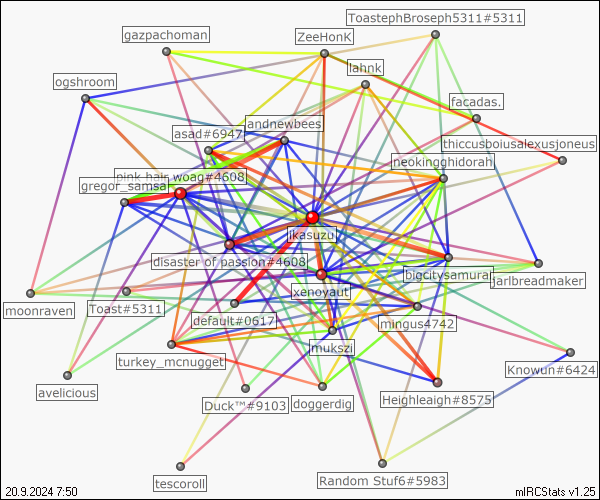 ToastephBroseph5311#5311
gazpachoman
ZeeHonK
lahnk
ogshroom
facadas.
andnewbees
asad#6947
thiccusboiusalexusjoneus
neokingghidorah
pink hair woag#4608
gregor_samsa
ikasuzu
disaster of passion#4608
bigcitysamurai
jarlbreadmaker
xenoyaut
moonraven
Toast#5311
default#0617
mingus4742
mukszi
turkey_mcnugget
Knowun#6424
avelicious
Duck™#9103
doggerdig
Heighleigh#8575
tescoroll
Random Stuf6#5983
20.9.2024 7:50
mIRCStats v1.25